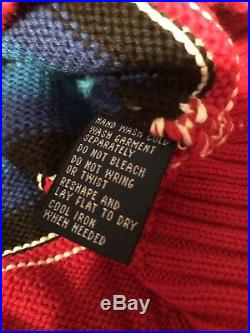 HAND WASH COLD
WASH GARMENT
SEPARATELY
DO NOT BLEACH
DO NOT WRING
OR TWIST
RESHAPE AND
LAY FLAT TO DRY
COOL IRON
WHEN NEEDED